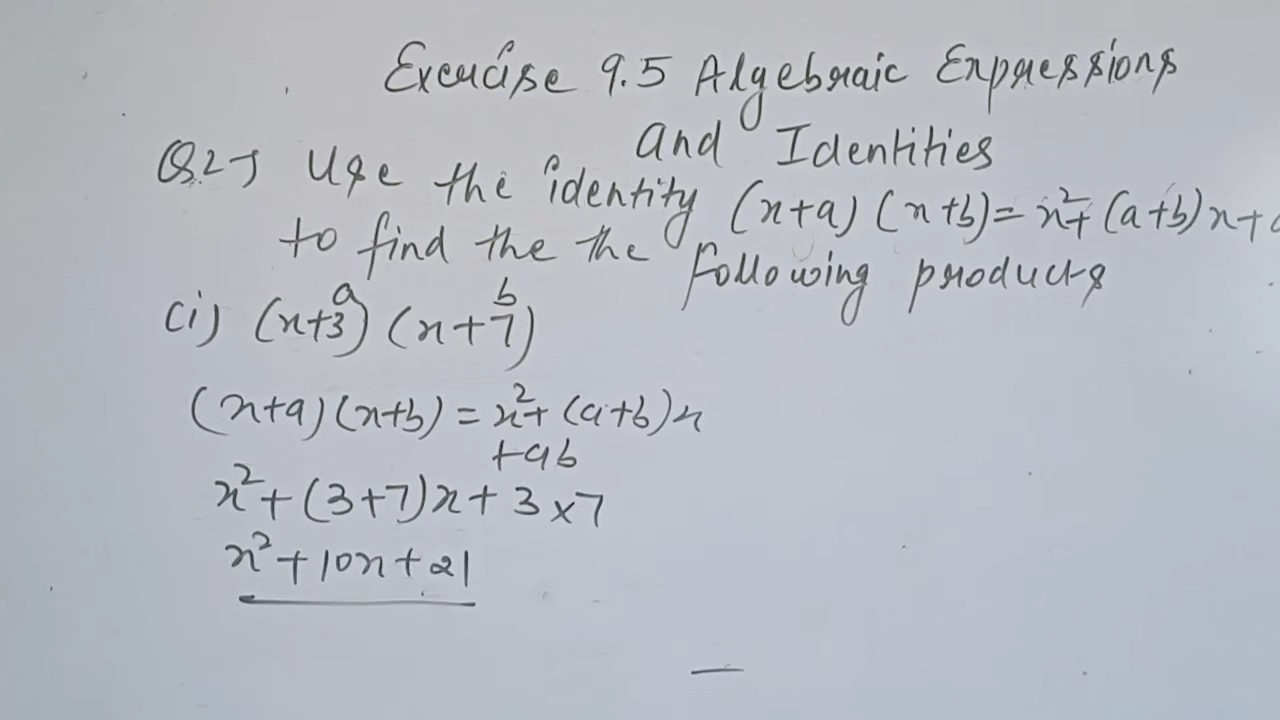 Exercise 9.5 Algebraic Expressions
and Identities
Q.2→ Use the identity (x+a) (x+b) = x²+ (a+b)x+
to find the the following products
(i) (x+3) (x+7)
a b
(x+a) (x+b) = x²+ (a+b)x
+ab
x²+(3+7)x+3×7
x²+10x+21